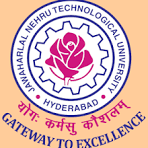 JAWAHARLAL NEHRU TECHNOLOGICAL UNIVERSITY
HYDERABAD
योगः कर्मसु कौशलम्
GATEWAY TO EXCELLENCE